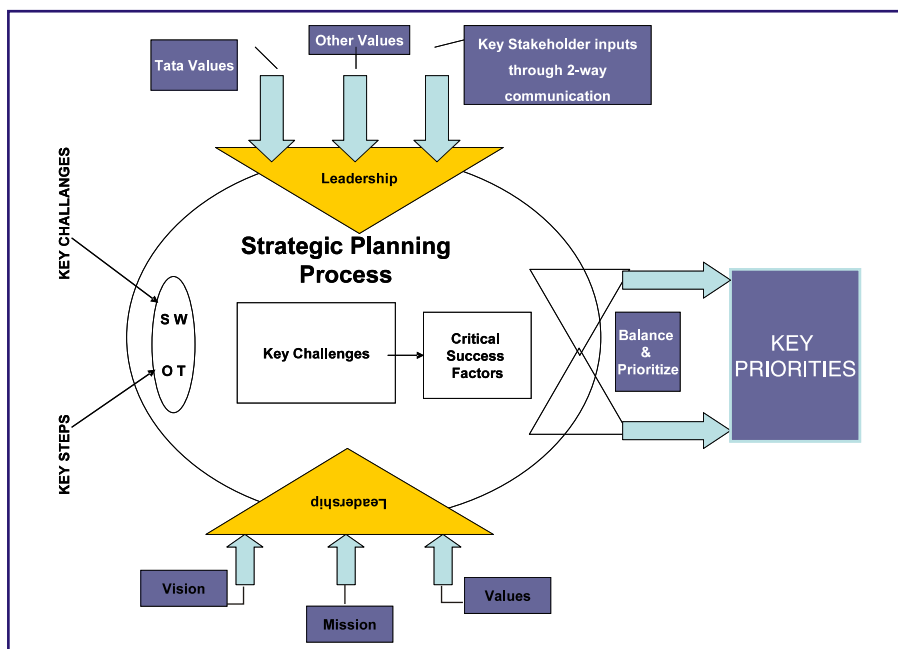 Tata Values
Other Values
Key Stakeholder inputs
through 2-way
communication
Leadership
KEY CHALLANGES
Strategic Planning
Process
S W
O T
Key Challenges
Critical
Success
Factors
Balance
&
Prioritize
KEY
PRIORITIES
KEY STEPS
Leadership
Vision
Mission
Values